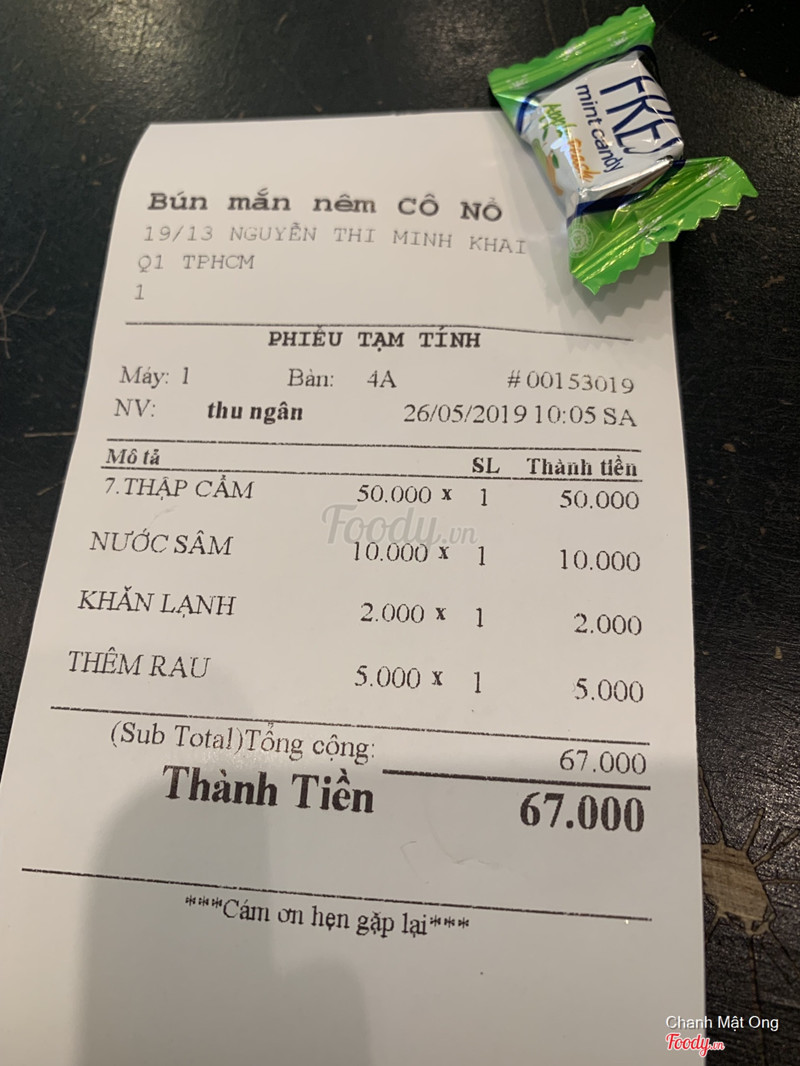 Bún mắn nêm CÔ NỒ
19/13 NGUYỄN THI MINH KHAI
Q1 TPHCM
1
PHIẾU TẠM TÍNH
Máy: 1 Bàn: 4A #00153019
NV: thu ngân 26/05/2019 10:05 SA
Mô tả SL Thành tiền
7.THẬP CẨM 50.000 x 1 50.000
NƯỚC SÂM 10.000 x 1 10.000
KHĂN LẠNH 2.000 x 1 2.000
THÊM RAU 5.000 x 1 5.000
(Sub Total)Tổng cộng: 67.000
Thành Tiền 67.000
***Cám ơn hẹn gặp lại***
mint candy
Foody.vn
Chanh Mật Ong
Foody.vn